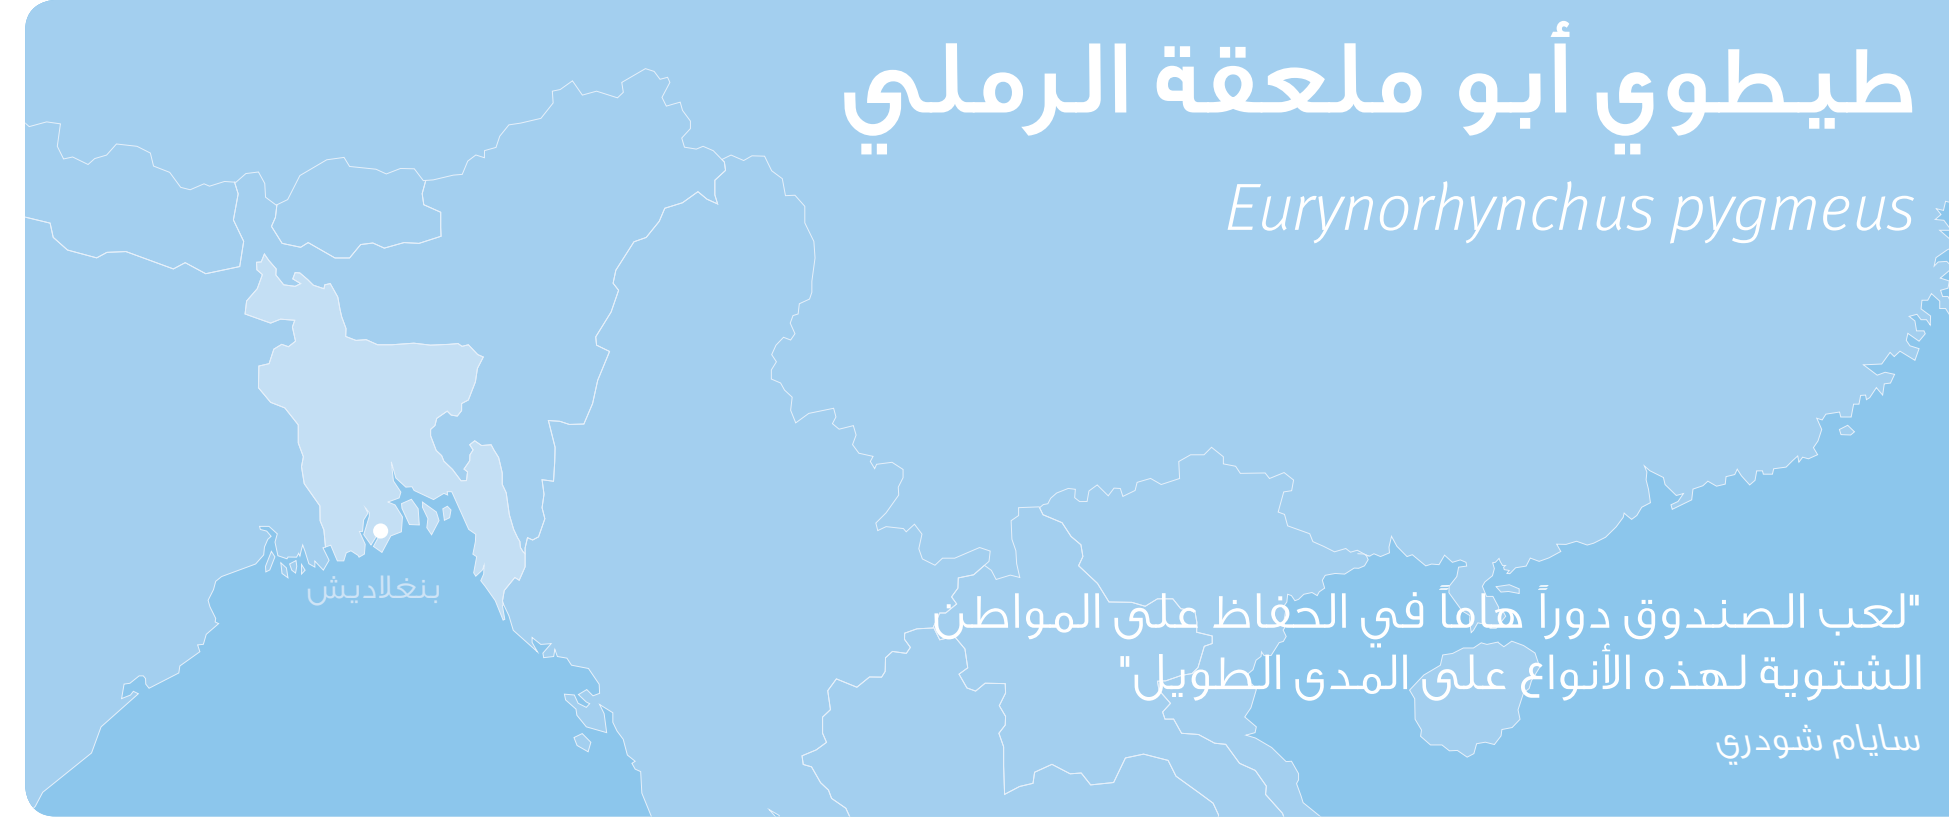 طيطوي أبو ملعقة الرملي
Eurynorhynchus pygmeus
بنغلاديش
"لعب الصندوق دوراً هاماً في الحفاظ على المواطن
الشتوية لهذه الأنواع على المدى الطويل"
سايام شودري